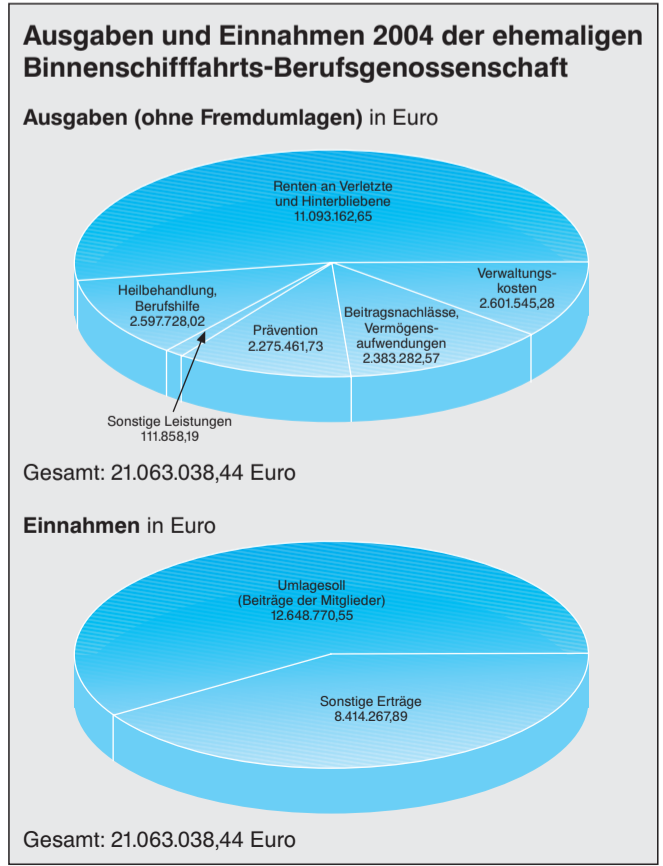 Ausgaben und Einnahmen 2004 der ehemaligen
Binnenschifffahrts-Berufsgenossenschaft
Ausgaben (ohne Fremdumlagen) in Euro
Renten an Verletzte
und Hinterbliebene
11.093.162,65
Verwaltungs-
kosten
2.601.545,28
Heilbehandlung,
Berufshilfe
2.597.728,02
Beitragsnachlässe,
Vermögens-
aufwendungen
2.383.282,57
Prävention
2.275.461,73
Sonstige Leistungen
111.858,19
Gesamt: 21.063.038,44 Euro
Einnahmen in Euro
Umlagesoll
(Beiträge der Mitglieder)
12.648.770,55
Sonstige Erträge
8.414.267,89
Gesamt: 21.063.038,44 Euro